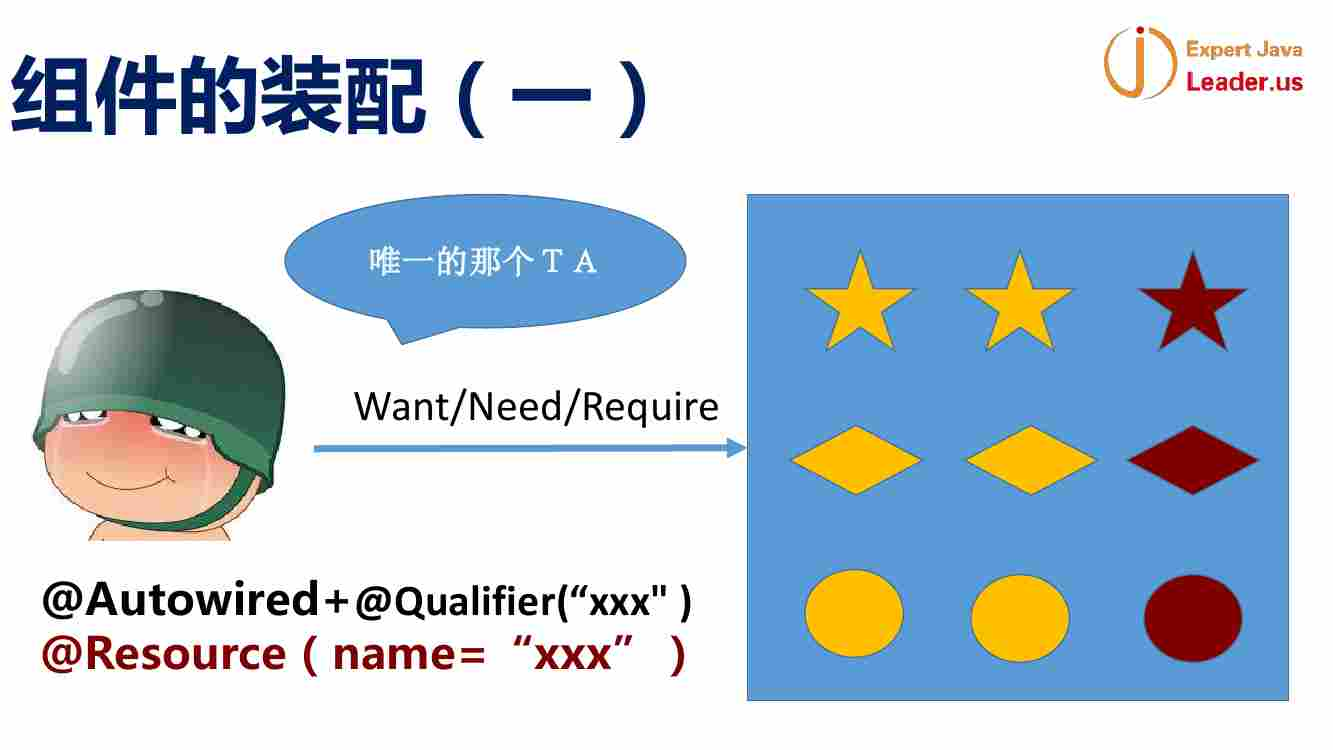 组件的装配（一）
Expert Java
Leader.us
唯一的那个ＴＡ
Want/Need/Require
@Autowired+@Qualifier(“xxx" )
@Resource（name=“xxx”）